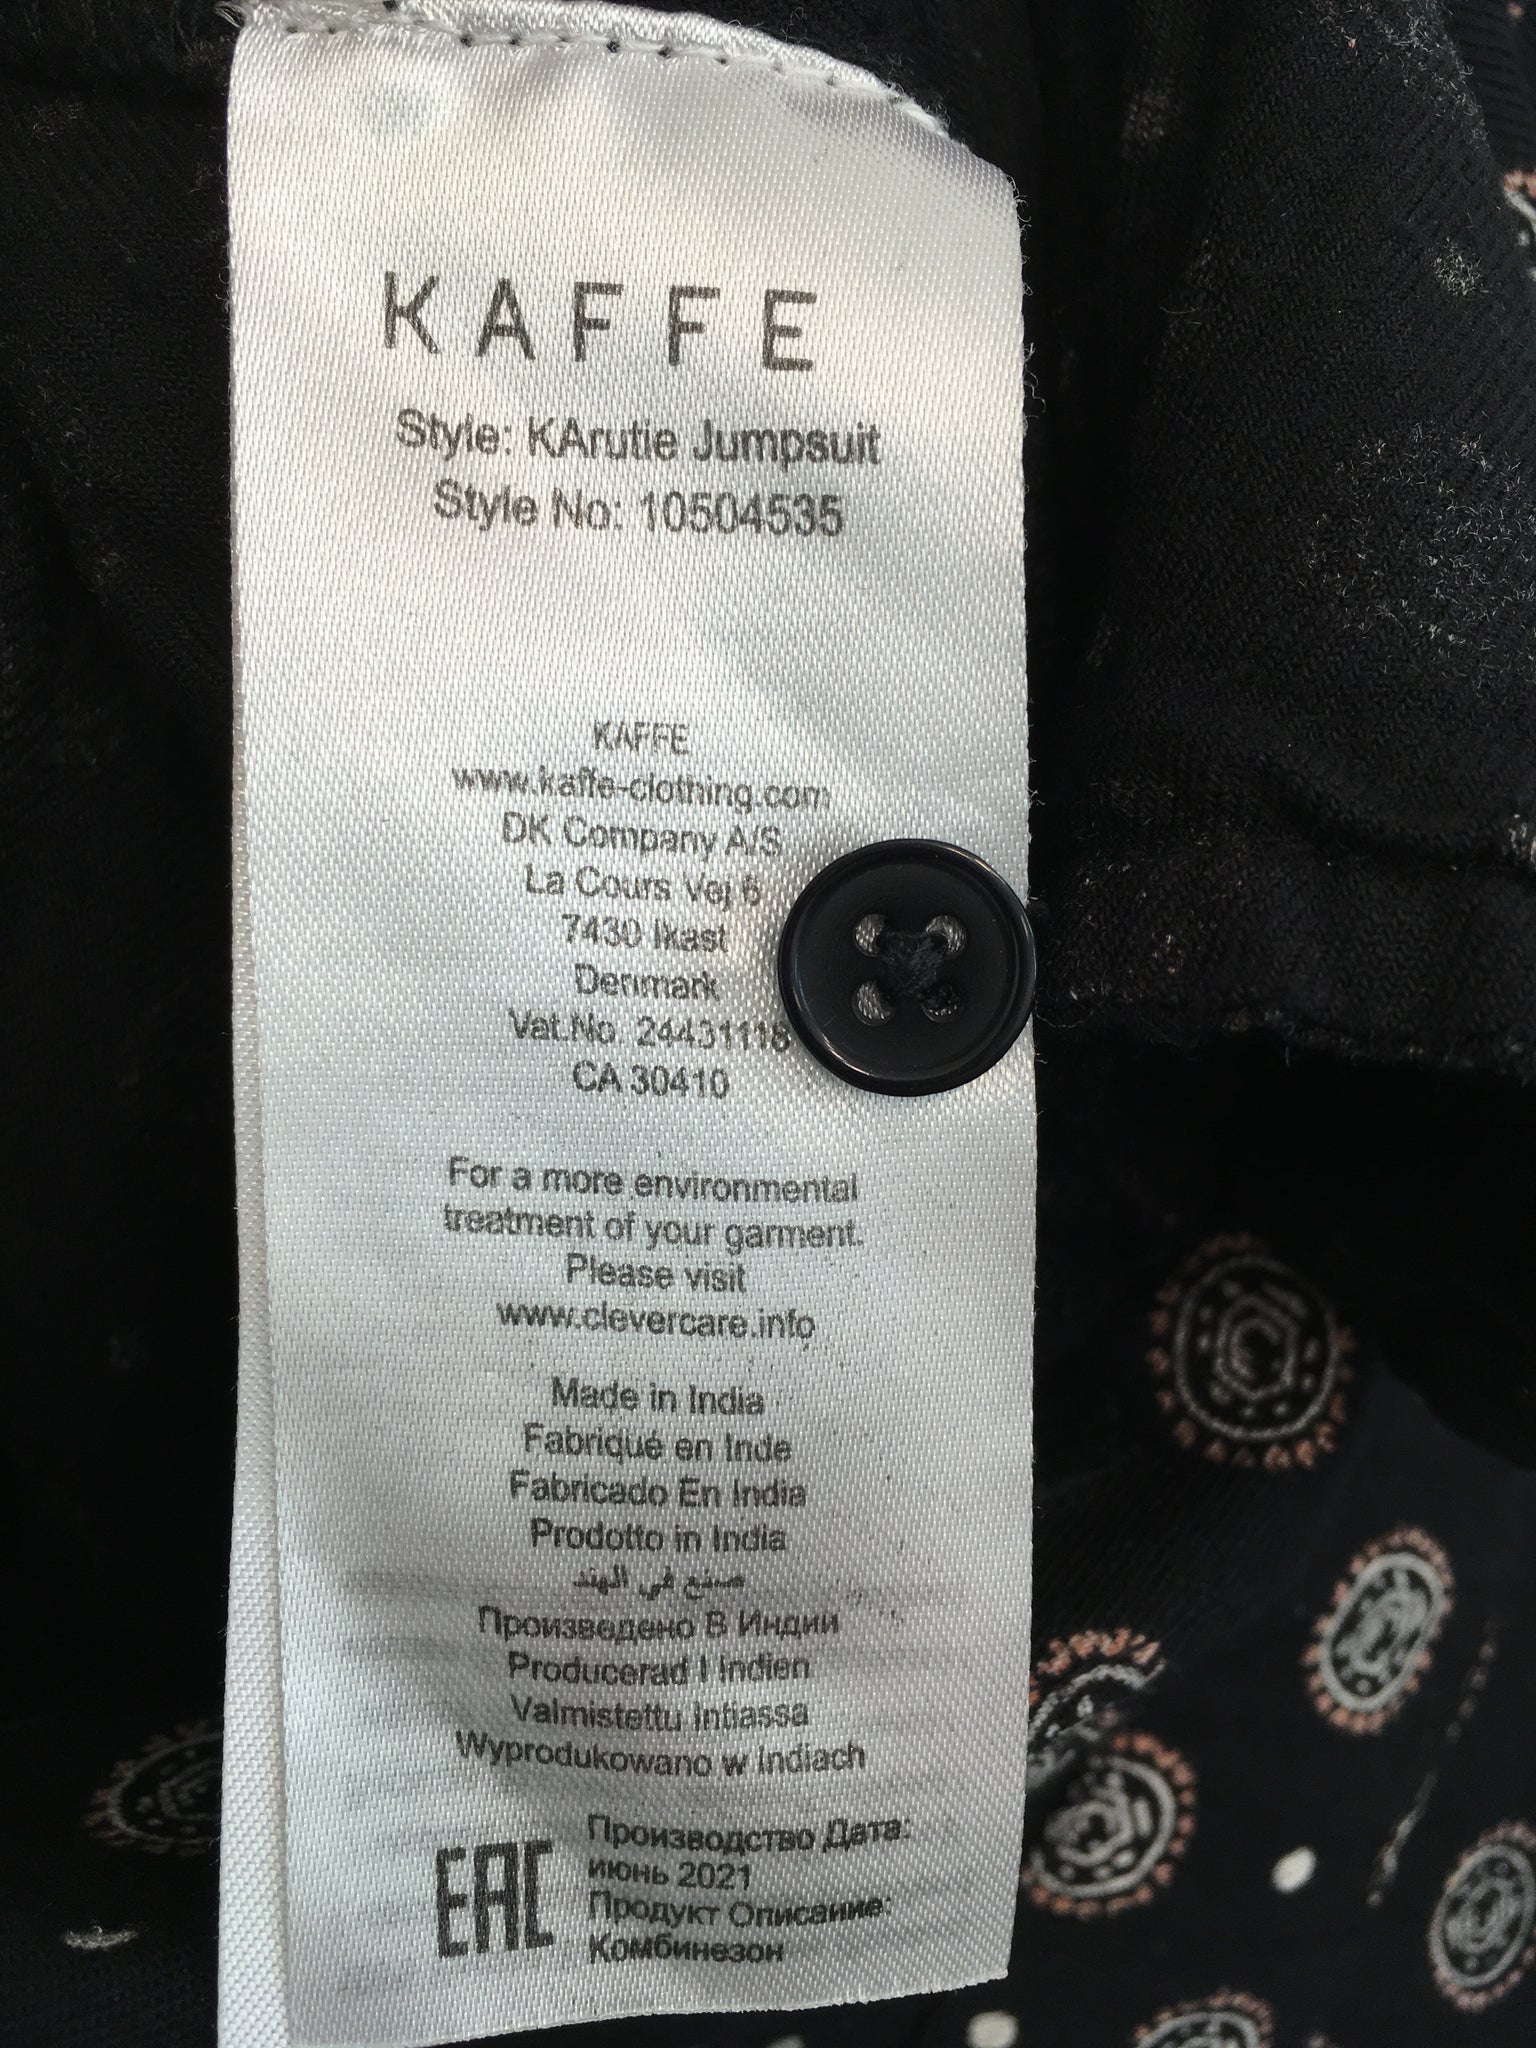 KAFFE
Style: KArutie Jumpsuit
Style No: 10504535
KAFFE
www.kaffe-clothing.com
DK Company A/S
La Cours Vej 6
7430 Ikast
Denmark
Vat.No. 24431118
CA 30410
For a more environmental
treatment of your garment.
Please visit
www.clevercare.info
Made in India
Fabriqué en Inde
Fabricado En India
Prodotto in India
صنع في الهند
Произведено В Индии
Producerad I Indien
Valmistettu Intiassa
Wyprodukowano w Indiach
EAC
Производство Дата:
июнь 2021
Продукт Описание:
Комбинезон